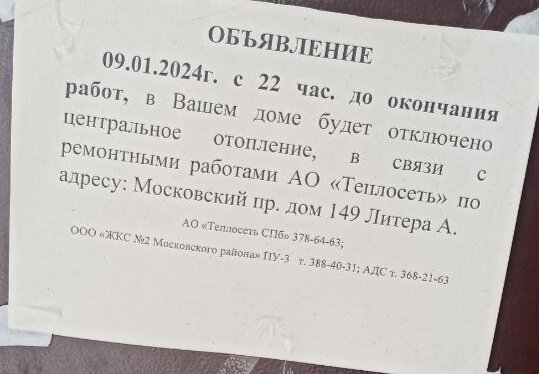 ОБЪЯВЛЕНИЕ
09.01.2024г. с 22 час. до окончания
работ, в Вашем доме будет отключено
центральное отопление, в связи с
ремонтными работами АО «Теплосеть» по
адресу: Московский пр. дом 149 Литера А.
АО «Теплосеть СПб» 378-64-63;
ООО «ЖКС №2 Московского района» ПУ-3 т. 388-40-31; АДС т. 368-21-63